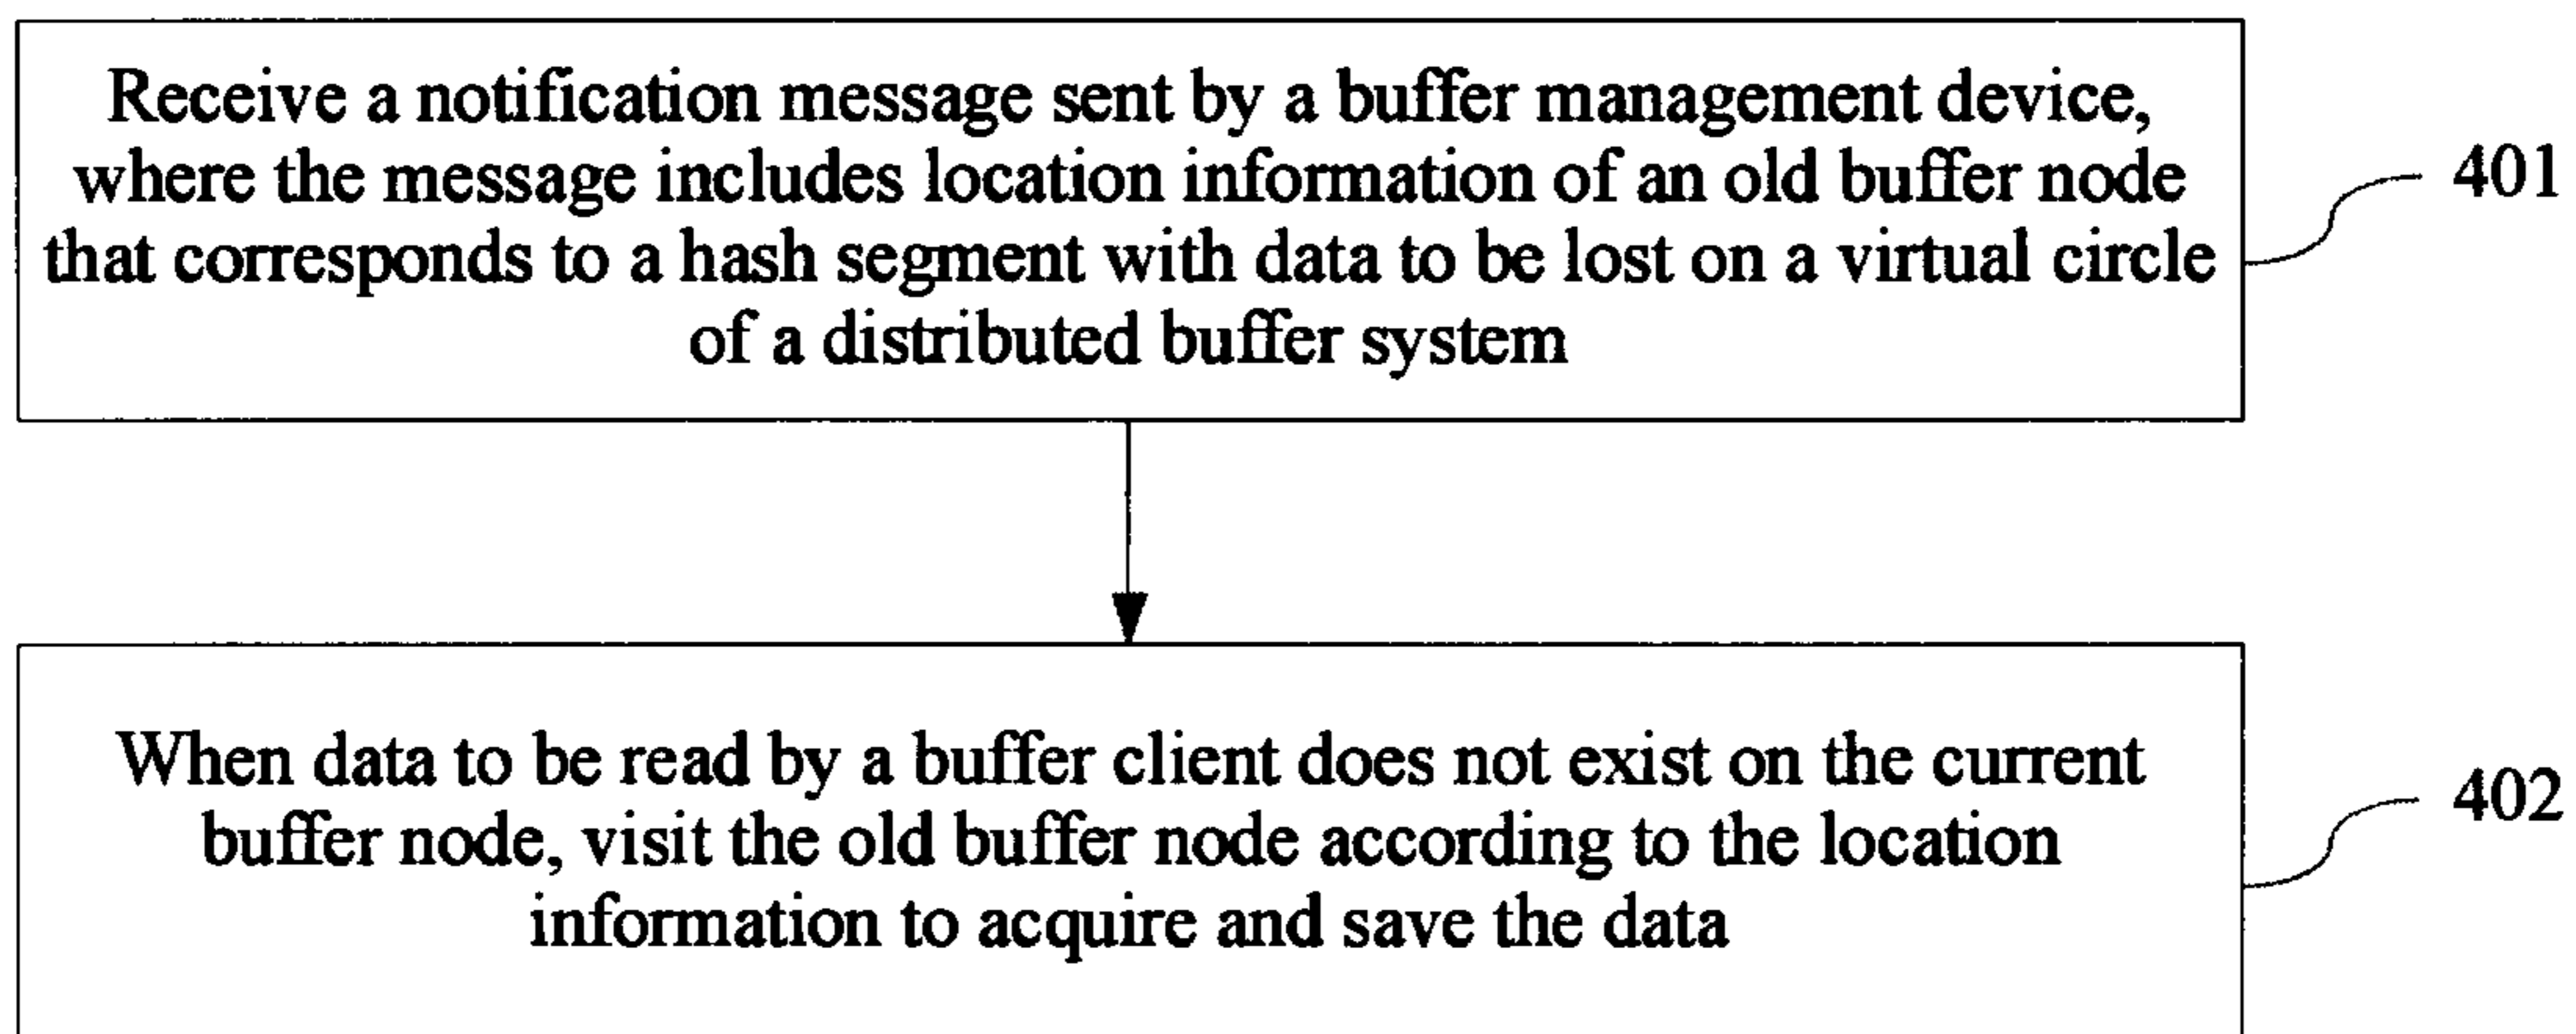 Receive a notification message sent by a buffer management device,
where the message includes location information of an old buffer node
that corresponds to a hash segment with data to be lost on a virtual circle
of a distributed buffer system
401
When data to be read by a buffer client does not exist on the current
buffer node, visit the old buffer node according to the location
information to acquire and save the data
402